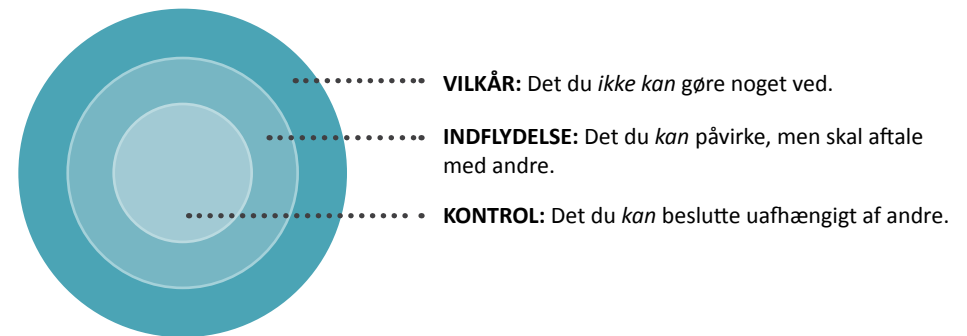 VILKÅR: Det du ikke kan gøre noget ved.
INDFLYDELSE: Det du kan påvirke, men skal aftale
med andre.
KONTROL: Det du kan beslutte uafhængigt af andre.